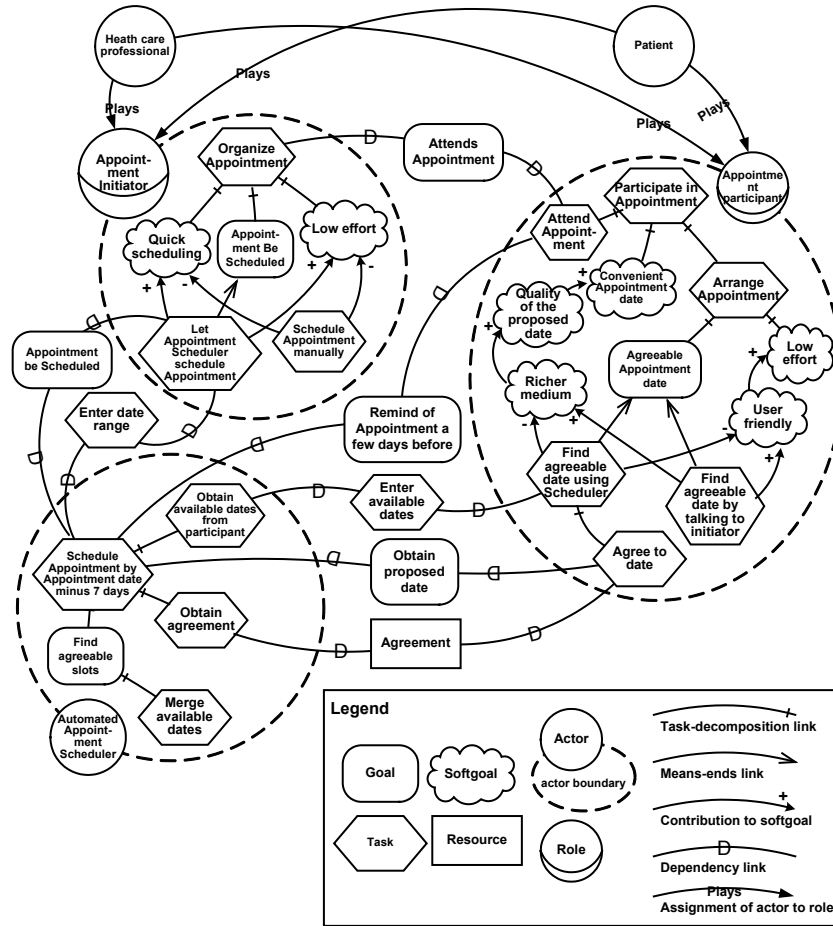 Heath care
professional
Patient
Plays
Plays
Plays
Plays
Appoint-
ment
Initiator
Organize
Appointment
D
Attends
Appointment
D
Appointme
nt
participant
Participate in
Appointment
Quick
scheduling
Appoint-
ment Be
Scheduled
Low effort
Attend
Appoint-
ment
Convenient
Appointment
date
Arrange
Appointment
+
-
+
-
D
+
Quality
of the
proposed
date
+
Let
Appointment
Scheduler
schedule
Appointment
Schedule
Appointment
manually
D
Appointment
be Scheduled
Agreeable
Appointment
date
Low
effort
+
Richer
medium
User
friendly
Enter date
range
D
Remind of
Appointment a
few days before
D
-
+
-
+
D
D
Find
agreeable
date using
Scheduler
Find
agreeable
date by
talking to
initiator
Obtain
available dates
from
participant
D
Enter
available
dates
D
Schedule
Appointment by
Appointment date
minus 7 days
D
Obtain
proposed
date
D
Agree to
date
Obtain
agreement
D
Agreement
D
Find
agreeable
slots
Merge
available
dates
Automated
Appoint-
ment
Scheduler
Legend
Goal
Softgoal
Actor
actor boundary
Task
Resource
Role
Task-decomposition link
Means-ends link
+
Contribution to softgoal
D
Dependency link
Plays
Assignment of actor to role